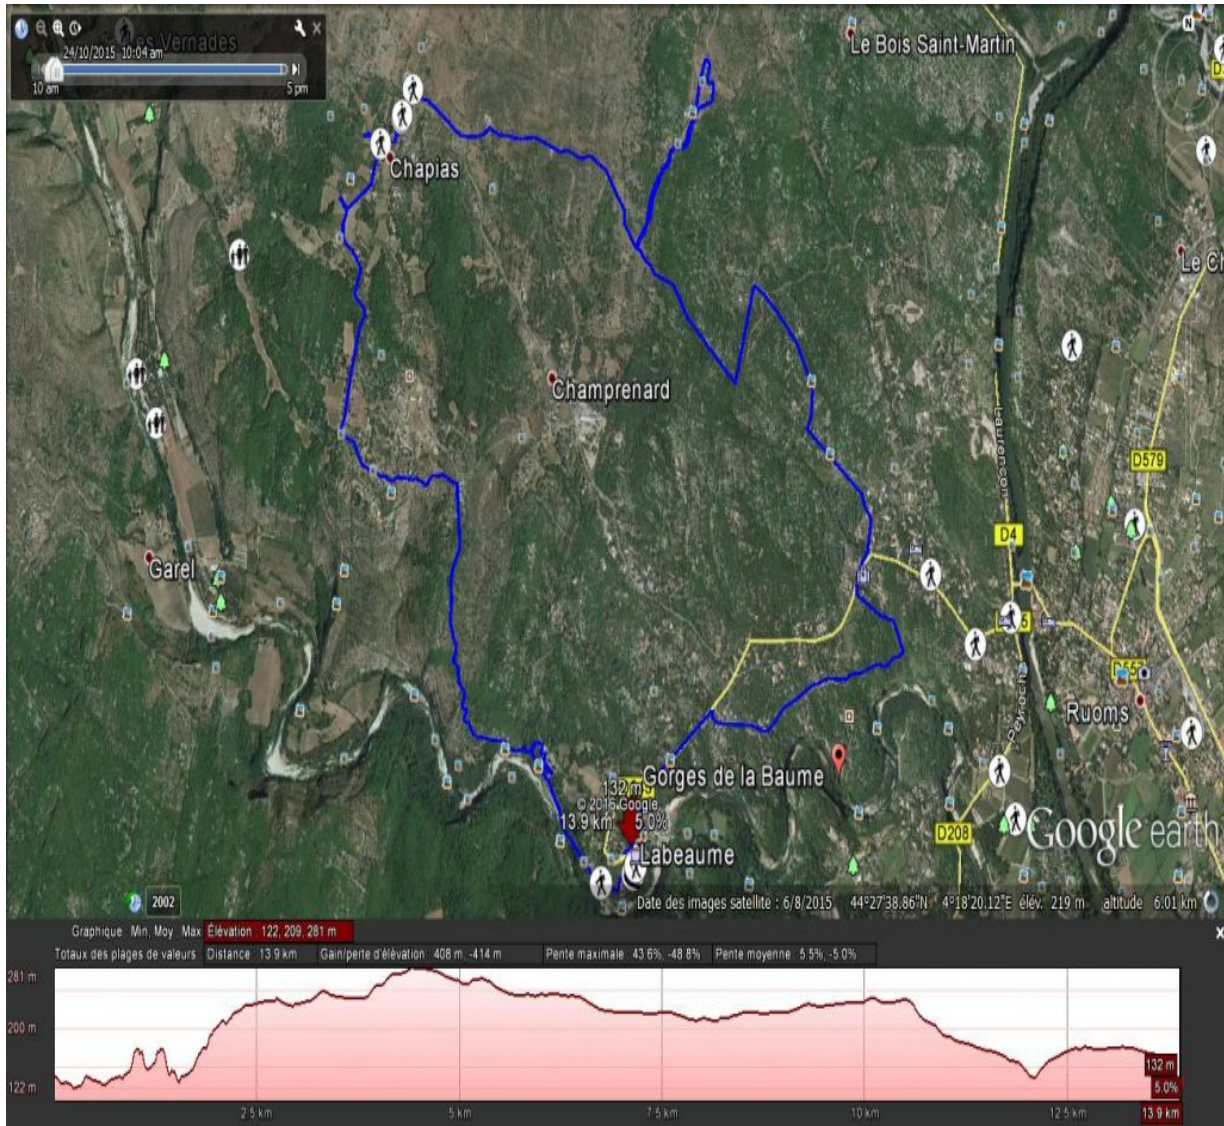 Les Vernades
24/10/2015 10:04 am
10 am
5 pm
Le Bois Saint-Martin
N
Chapias
Le Ch
Champrenard
Laurençon
D579
D4
Garel
Peyroche
D557
Ruoms
Gorges de la Baume
132 m
© 2016 Google
13.9 km 5.0%
D208
Google earth
Labeaume
2002
Date des images satellite : 6/8/2015 44°27'38.86"N 4°18'20.12"E élév. 219 m altitude 6.01 km
Graphique : Min, Moy, Max Élévation : 122, 209, 281 m
Totaux des plages de valeurs : Distance : 13.9 km Gain/perte d'élévation : 408 m, -414 m Pente maximale : 43.6%, -48.8% Pente moyenne : 5.5%, -5.0%
281 m
200 m
122 m
132 m
5.0%
2.5 km
5 km
7.5 km
10 km
12.5 km
13.9 km